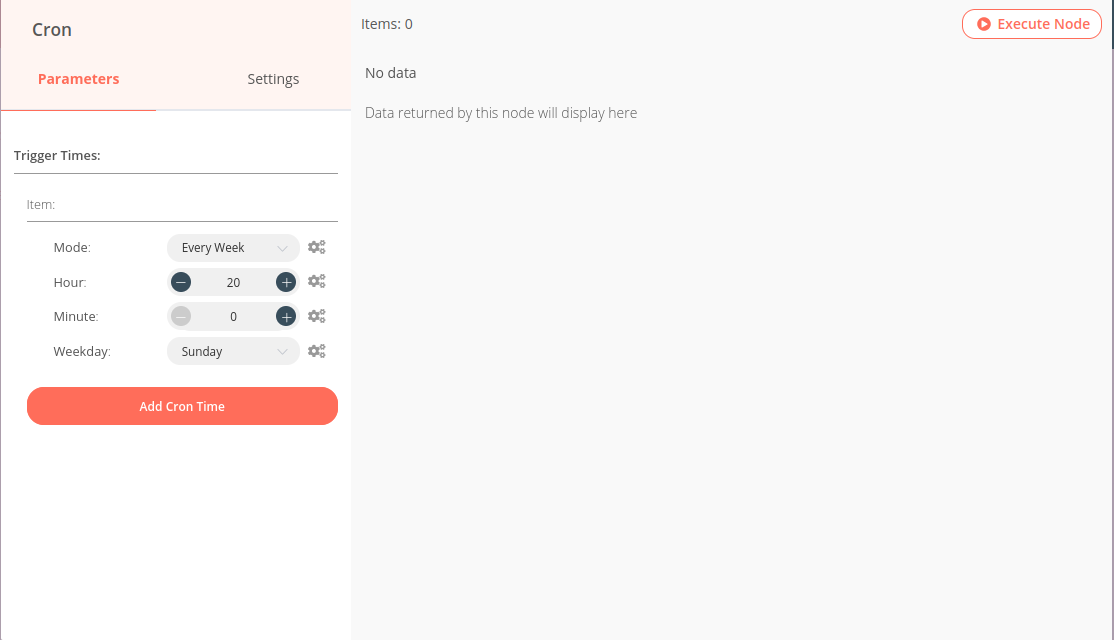 Cron
Parameters
Settings
Trigger Times:
Item:
Mode:
Every Week
Hour:
20
Minute:
0
Weekday:
Sunday
Add Cron Time
Items: 0
Execute Node
No data
Data returned by this node will display here